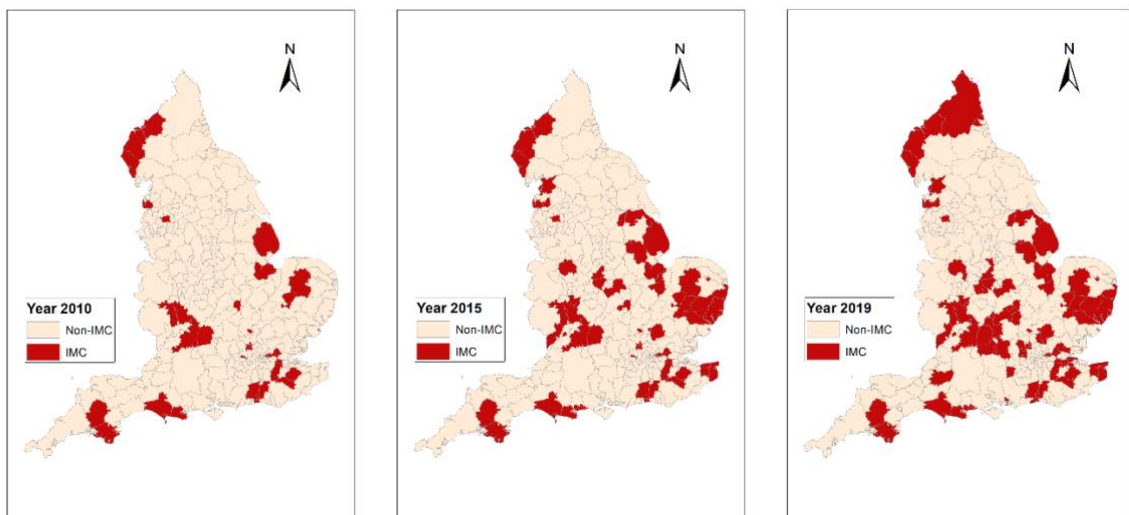 N
Year 2010
Non-IMC
IMC
N
Year 2015
Non-IMC
IMC
N
Year 2019
Non-IMC
IMC